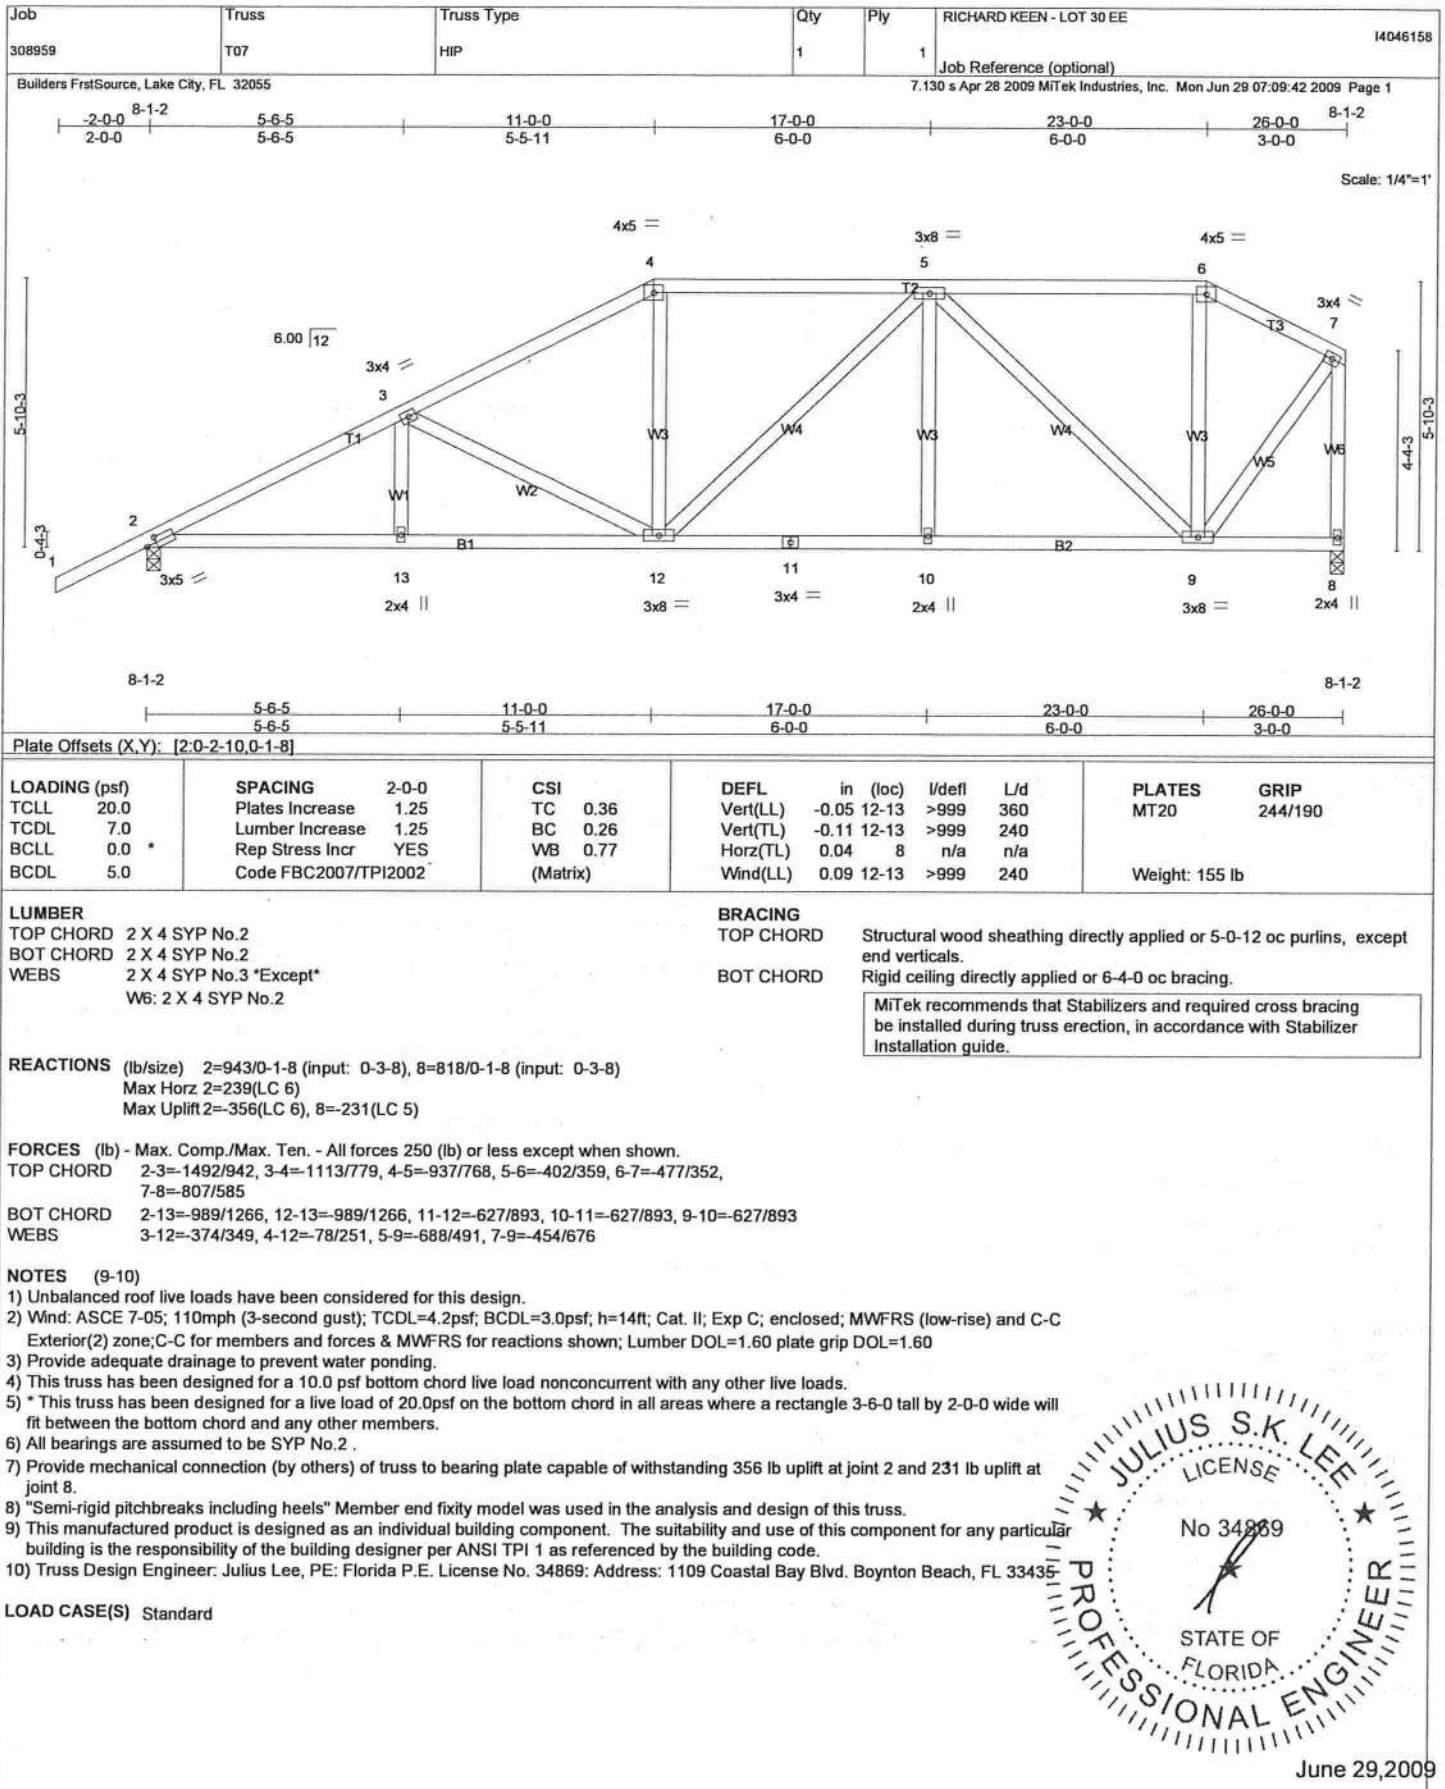 Job Truss Truss Type Qty Ply RICHARD KEEN - LOT 30 EE
I4046158
308959 T07 HIP 1 1
Job Reference (optional)
Builders FrstSource, Lake City, FL 32055 7.130 s Apr 28 2009 MiTek Industries, Inc. Mon Jun 29 07:09:42 2009 Page 1
-2-0-0 8-1-2 5-6-5 11-0-0 17-0-0 23-0-0 26-0-0 8-1-2
2-0-0 5-6-5 5-5-11 6-0-0 6-0-0 3-0-0
Scale: 1/4"=1'
4x5 = 3x8 = 4x5 =
4 5 6
T2
3x4
7
T3
6.00 12
3x4
3
T1
5-10-3
W3 W4 W3 W4 W3 W5 W6
4-4-3
5-10-3
W1 W2
2
0-4-3
1
B1 B2
3x5
13 12 11 10 9 8
2x4 || 3x8 = 3x4 = 2x4 || 3x8 = 2x4 ||
8-1-2 8-1-2
5-6-5 11-0-0 17-0-0 23-0-0 26-0-0
5-6-5 5-5-11 6-0-0 6-0-0 3-0-0
Plate Offsets (X,Y): [2:0-2-10,0-1-8]
LOADING (psf) SPACING 2-0-0 CSI DEFL in (loc) l/defl L/d PLATES GRIP
TCLL 20.0 Plates Increase 1.25 TC 0.36 Vert(LL) -0.05 12-13 >999 360 MT20 244/190
TCDL 7.0 Lumber Increase 1.25 BC 0.26 Vert(TL) -0.11 12-13 >999 240
BCLL 0.0 * Rep Stress Incr YES WB 0.77 Horz(TL) 0.04 8 n/a n/a
BCDL 5.0 Code FBC2007/TPI2002 (Matrix) Wind(LL) 0.09 12-13 >999 240 Weight: 155 lb
LUMBER
TOP CHORD 2 X 4 SYP No.2
BOT CHORD 2 X 4 SYP No.2
WEBS 2 X 4 SYP No.3 *Except*
W6: 2 X 4 SYP No.2
BRACING
TOP CHORD Structural wood sheathing directly applied or 5-0-12 oc purlins, except
end verticals.
BOT CHORD Rigid ceiling directly applied or 6-4-0 oc bracing.
MiTek recommends that Stabilizers and required cross bracing
be installed during truss erection, in accordance with Stabilizer
Installation guide.
REACTIONS (lb/size) 2=943/0-1-8 (input: 0-3-8), 8=818/0-1-8 (input: 0-3-8)
Max Horz 2=239(LC 6)
Max Uplift 2=-356(LC 6), 8=-231(LC 5)
FORCES (lb) - Max. Comp./Max. Ten. - All forces 250 (lb) or less except when shown.
TOP CHORD 2-3=-1492/942, 3-4=-1113/779, 4-5=-937/768, 5-6=-402/359, 6-7=-477/352,
7-8=-807/585
BOT CHORD 2-13=-989/1266, 12-13=-989/1266, 11-12=-627/893, 10-11=-627/893, 9-10=-627/893
WEBS 3-12=-374/349, 4-12=-78/251, 5-9=-688/491, 7-9=-454/676
NOTES (9-10)
1) Unbalanced roof live loads have been considered for this design.
2) Wind: ASCE 7-05; 110mph (3-second gust); TCDL=4.2psf; BCDL=3.0psf; h=14ft; Cat. II; Exp C; enclosed; MWFRS (low-rise) and C-C
Exterior(2) zone;C-C for members and forces & MWFRS for reactions shown; Lumber DOL=1.60 plate grip DOL=1.60
3) Provide adequate drainage to prevent water ponding.
4) This truss has been designed for a 10.0 psf bottom chord live load nonconcurrent with any other live loads.
5) * This truss has been designed for a live load of 20.0psf on the bottom chord in all areas where a rectangle 3-6-0 tall by 2-0-0 wide will
fit between the bottom chord and any other members.
6) All bearings are assumed to be SYP No.2 .
7) Provide mechanical connection (by others) of truss to bearing plate capable of withstanding 356 lb uplift at joint 2 and 231 lb uplift at
joint 8.
8) "Semi-rigid pitchbreaks including heels" Member end fixity model was used in the analysis and design of this truss.
9) This manufactured product is designed as an individual building component. The suitability and use of this component for any particular
building is the responsibility of the building designer per ANSI TPI 1 as referenced by the building code.
10) Truss Design Engineer: Julius Lee, PE: Florida P.E. License No. 34869: Address: 1109 Coastal Bay Blvd. Boynton Beach, FL 33435
LOAD CASE(S) Standard
JULIUS S.K. LEE
LICENSE
No 34869
STATE OF
FLORIDA
PROFESSIONAL ENGINEER
June 29,2009